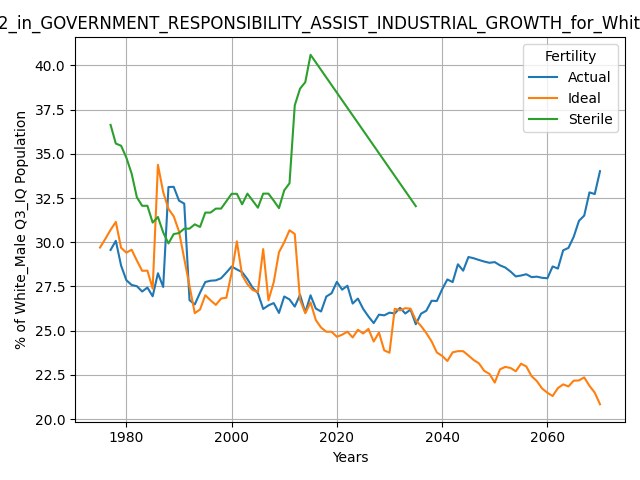 2_in_GOVERNMENT_RESPONSIBILITY_ASSIST_INDUSTRIAL_GROWTH_for_Whit
Fertility
Actual
Ideal
Sterile
% of White_Male Q3_IQ Population
40.0
37.5
35.0
32.5
30.0
27.5
25.0
22.5
20.0
1980 2000 2020 2040 2060
Years